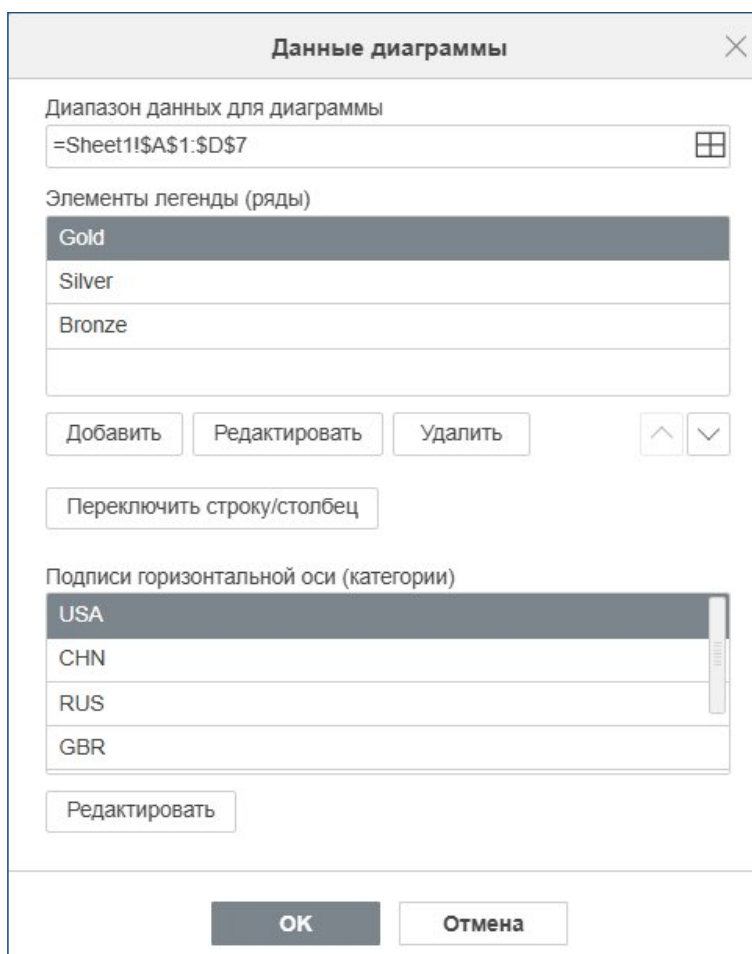 Данные диаграммы
Диапазон данных для диаграммы
=Sheet1!$A$1:$D$7
Элементы легенды (ряды)
Gold
Silver
Bronze
Добавить Редактировать Удалить
Переключить строку/столбец
Подписи горизонтальной оси (категории)
USA
CHN
RUS
GBR
Редактировать
OK Отмена